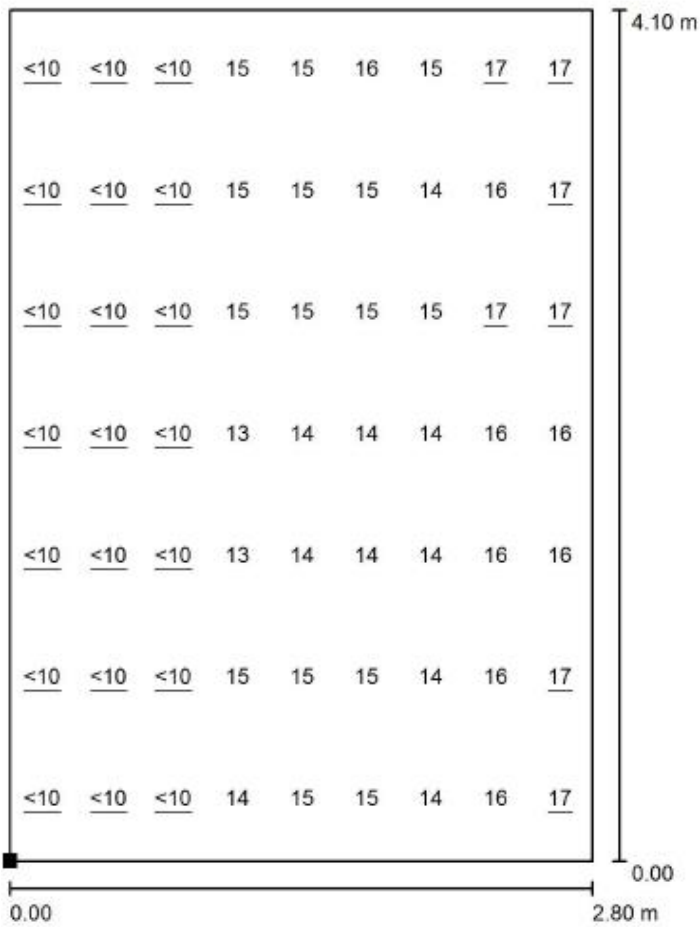 4.10 m
<10 <10 <10 15 15 16 15 17 17
<10 <10 <10 15 15 15 14 16 17
<10 <10 <10 15 15 15 15 17 17
<10 <10 <10 13 14 14 14 16 16
<10 <10 <10 13 14 14 14 16 16
<10 <10 <10 15 15 15 14 16 17
<10 <10 <10 14 15 15 14 16 17
0.00
0.00 2.80 m